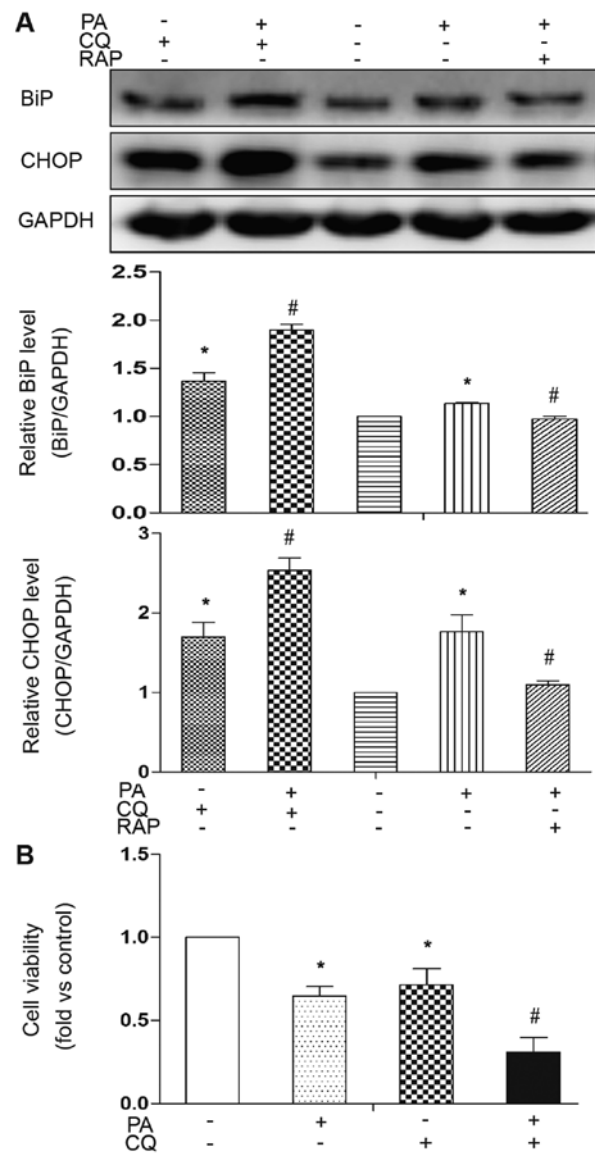 A
PA - + - + +
CQ + + - - -
RAP - - - - +
BiP
CHOP
GAPDH
Relative BiP level
(BiP/GAPDH)
2.5
2.0
1.5
1.0
0.5
0.0
* # * #
Relative CHOP level
(CHOP/GAPDH)
3
2
1
0
* # * #
PA - + - + +
CQ + + - - -
RAP - - - - +
B
Cell viability
(fold vs control)
1.5
1.0
0.5
0.0
* * #
PA - + - +
CQ - - + +